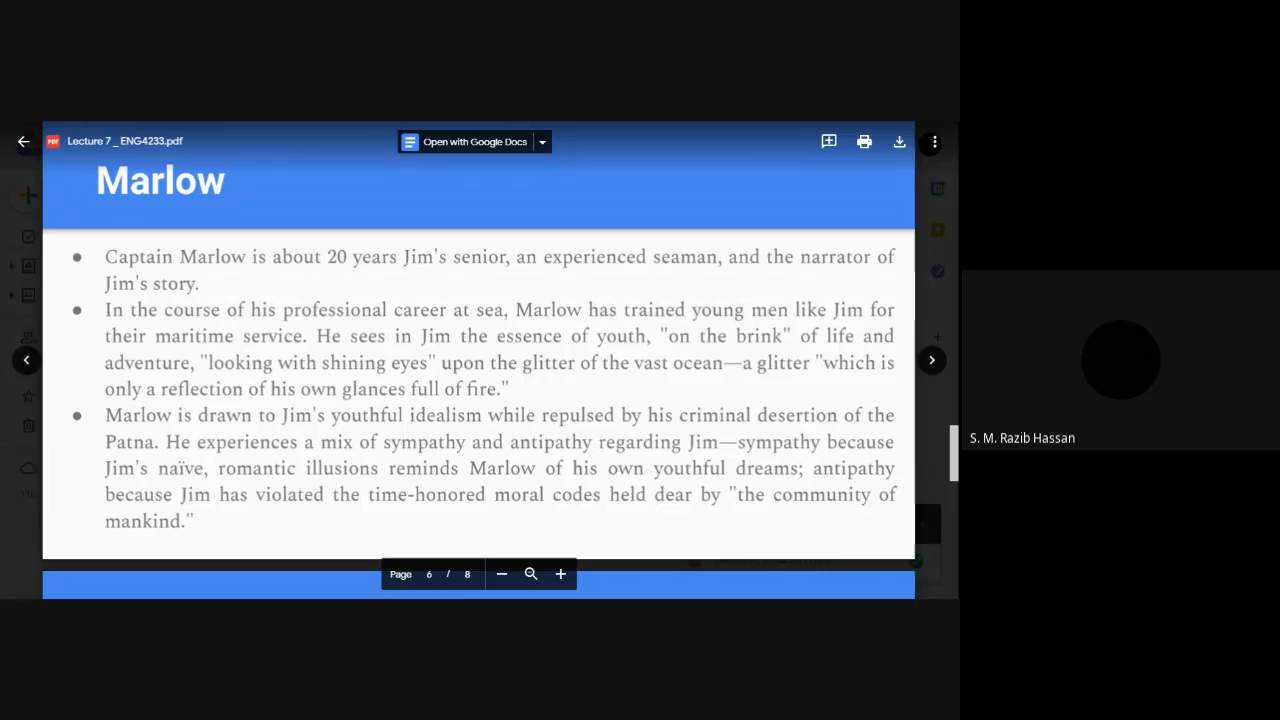 Lecture 7 _ ENG4233.pdf
Open with Google Docs
Marlow
Captain Marlow is about 20 years Jim's senior, an experienced seaman, and the narrator of
Jim's story.
In the course of his professional career at sea, Marlow has trained young men like Jim for
their maritime service. He sees in Jim the essence of youth, "on the brink" of life and
adventure, "looking with shining eyes" upon the glitter of the vast ocean—a glitter "which is
only a reflection of his own glances full of fire."
Marlow is drawn to Jim's youthful idealism while repulsed by his criminal desertion of the
Patna. He experiences a mix of sympathy and antipathy regarding Jim—sympathy because
Jim's naïve, romantic illusions reminds Marlow of his own youthful dreams; antipathy
because Jim has violated the time-honored moral codes held dear by "the community of
mankind."
Page 6 / 8
S. M. Razib Hassan